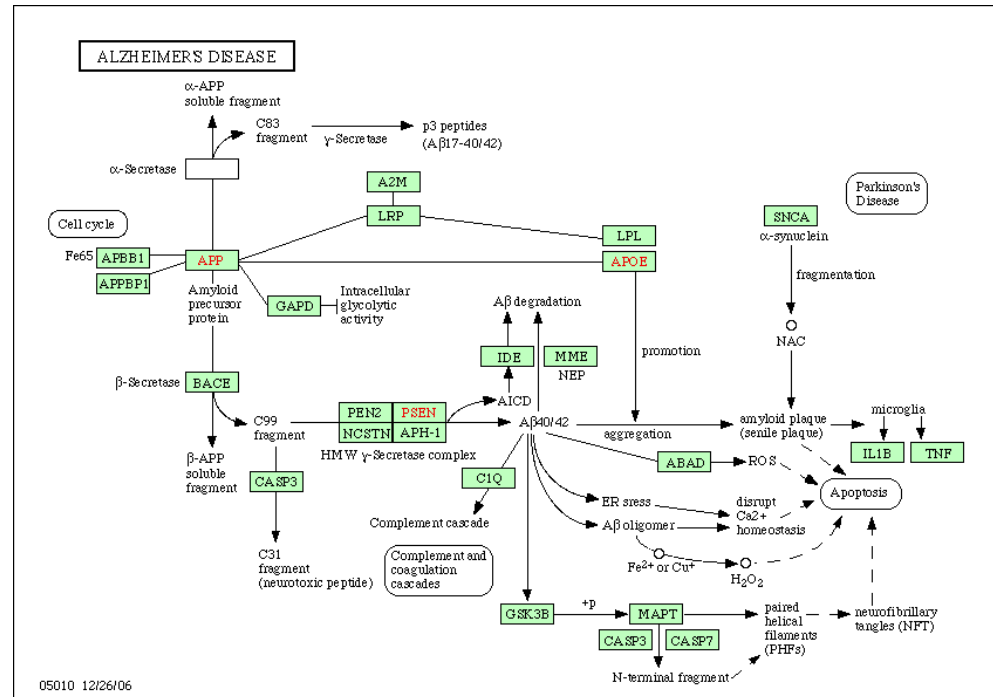 ALZHEIMER'S DISEASE
α-APP
soluble fragment
C83
fragment
γ-Secretase
p3 peptides
(Aβ17-40/42)
α-Secretase
A2M
LRP
Parkinson's
Disease
SNCA
α-synuclein
Cell cycle
LPL
Fe65
APBB1
APP
APOE
APPBP1
fragmentation
Amyloid
precursor
protein
GAPD
Intracellular
glycolytic
activity
Aβ degradation
NAC
IDE
MME
NEP
promotion
β-Secretase
BACE
AICD
C99
fragment
PEN2
PSEN
NCSTN
APH-1
HMW γ-Secretase complex
Aβ40/42
aggregation
amyloid plaque
(senile plaque)
microglia
IL1B
TNF
β-APP
soluble
fragment
CASP3
C1Q
ABAD
ROS
Apoptosis
ER sress
disrupt
Ca2+
homeostasis
Complement cascade
Aβ oligomer
C31
fragment
(neurotoxic peptide)
Complement and
coagulation
cascades
Fe2+ or Cu+
H2O2
GSK3B
+p
MAPT
paired
helical
filaments
(PHFs)
neurofibrillary
tangles (NFT)
CASP3
CASP7
N-terminal fragment
05010 12/26/06